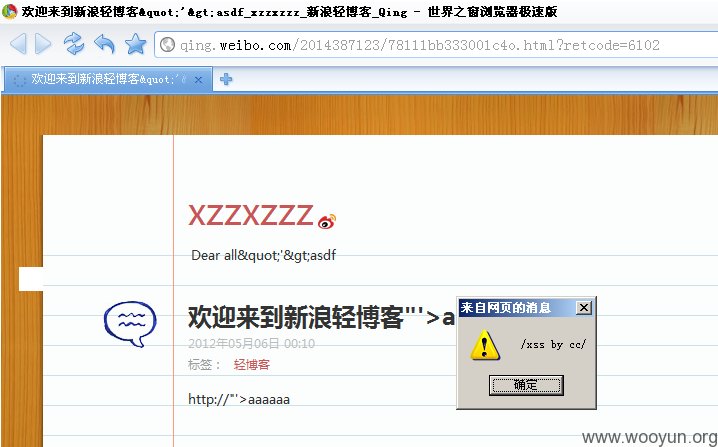 欢迎来到新浪轻博客&quot;'&gt;asdf_xzzxzzz_新浪轻博客_Qing - 世界之窗浏览器极速版
qing.weibo.com/2014387123/78111bb333001c4o.html?retcode=6102
欢迎来到新浪轻博客&quot;'&
xzzxzzz
Dear all&quot;'&gt;asdf
欢迎来到新浪轻博客"'>a
2012年05月06日 00:10
标签： 轻博客
http://"'>aaaaaa
来自网页的消息
/xss by cc/
确定
www.wooyun.org